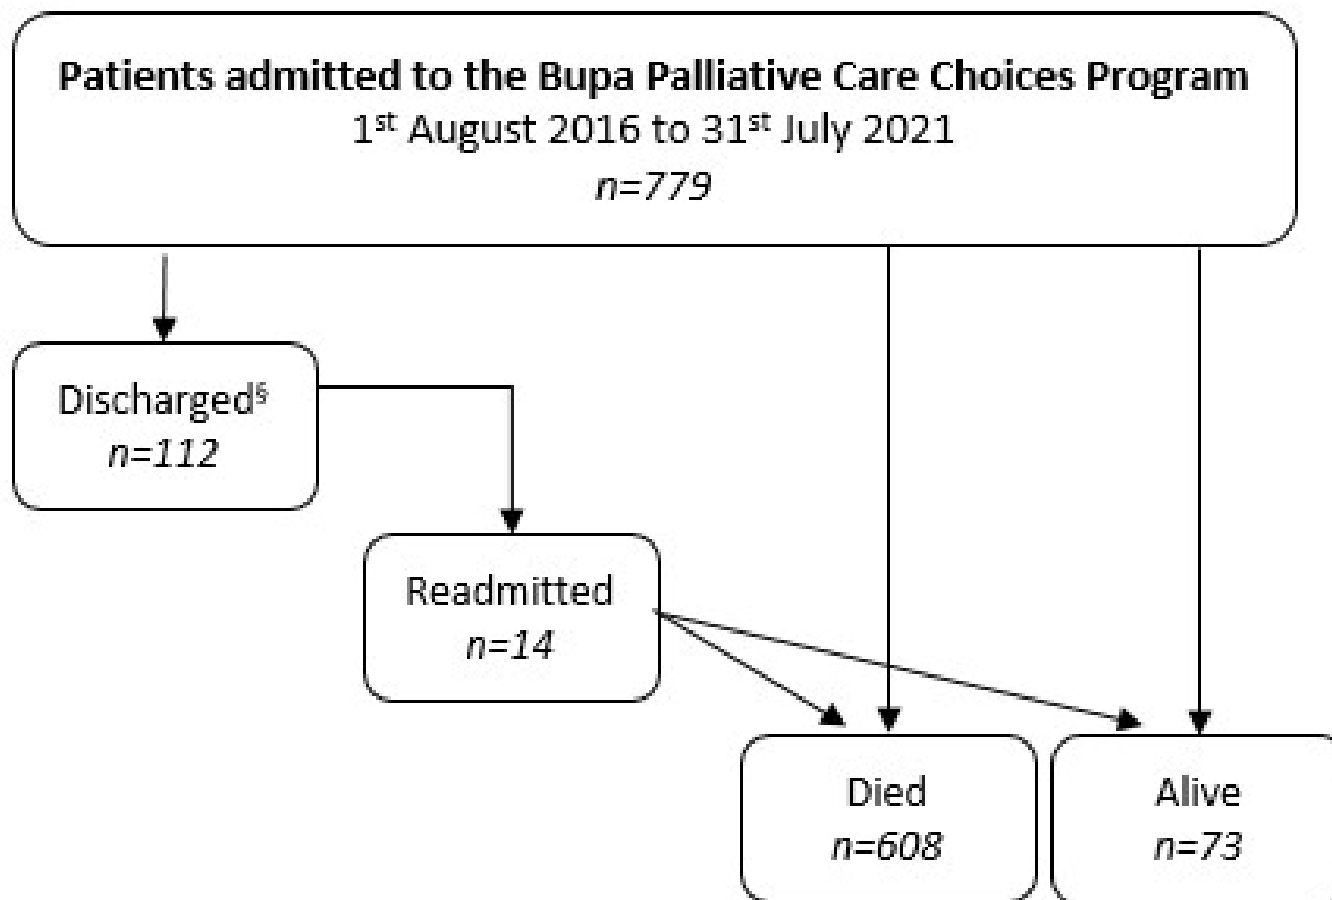 Patients admitted to the Bupa Palliative Care Choices Program
1st August 2016 to 31st July 2021
n=779
Discharged§
n=112
Readmitted
n=14
Died
n=608
Alive
n=73